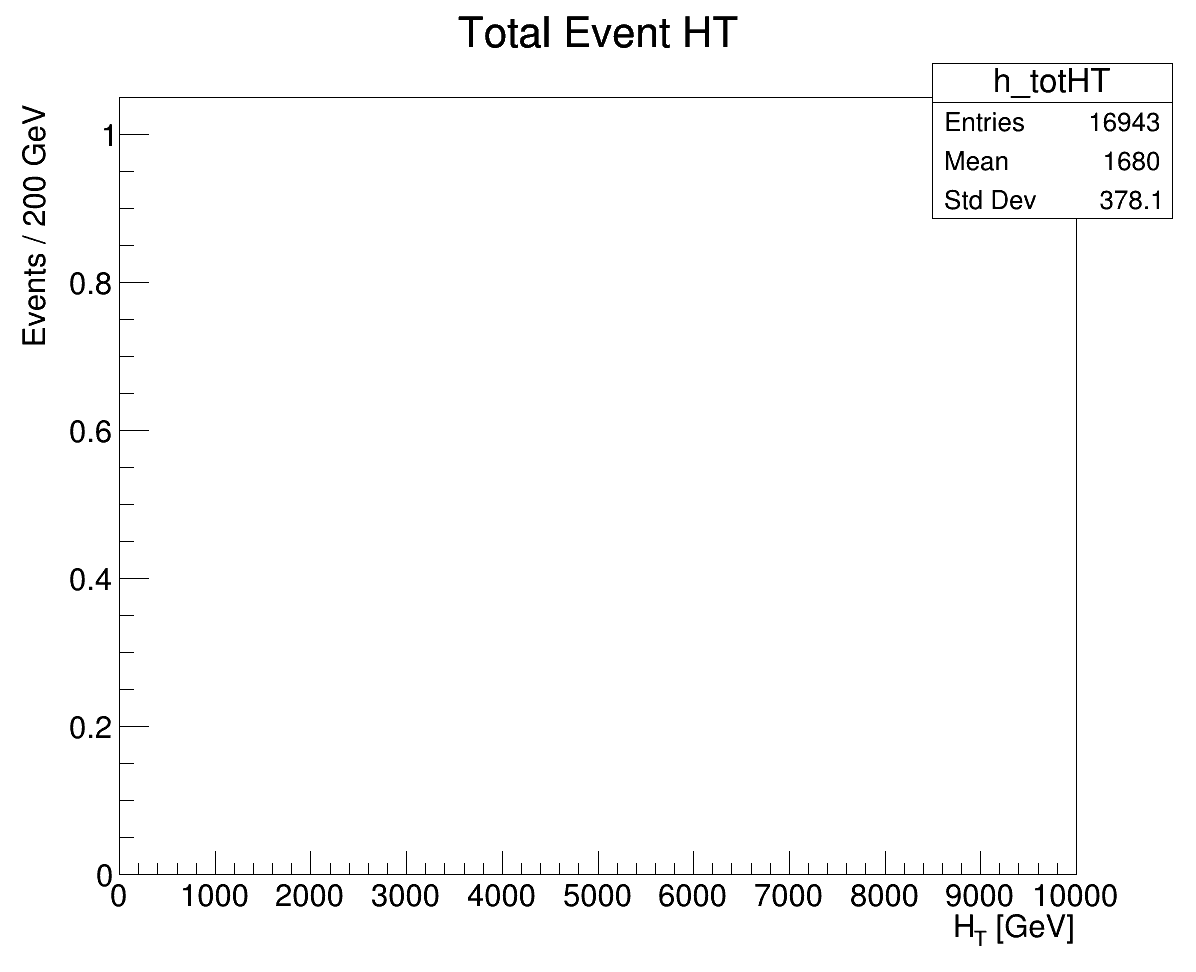 Total Event HT
h_totHT
Entries 16943
Mean 1680
Std Dev 378.1
Events / 200 GeV
1
0.8
0.6
0.4
0.2
0
0 1000 2000 3000 4000 5000 6000 7000 8000 9000 10000
H_T [GeV]